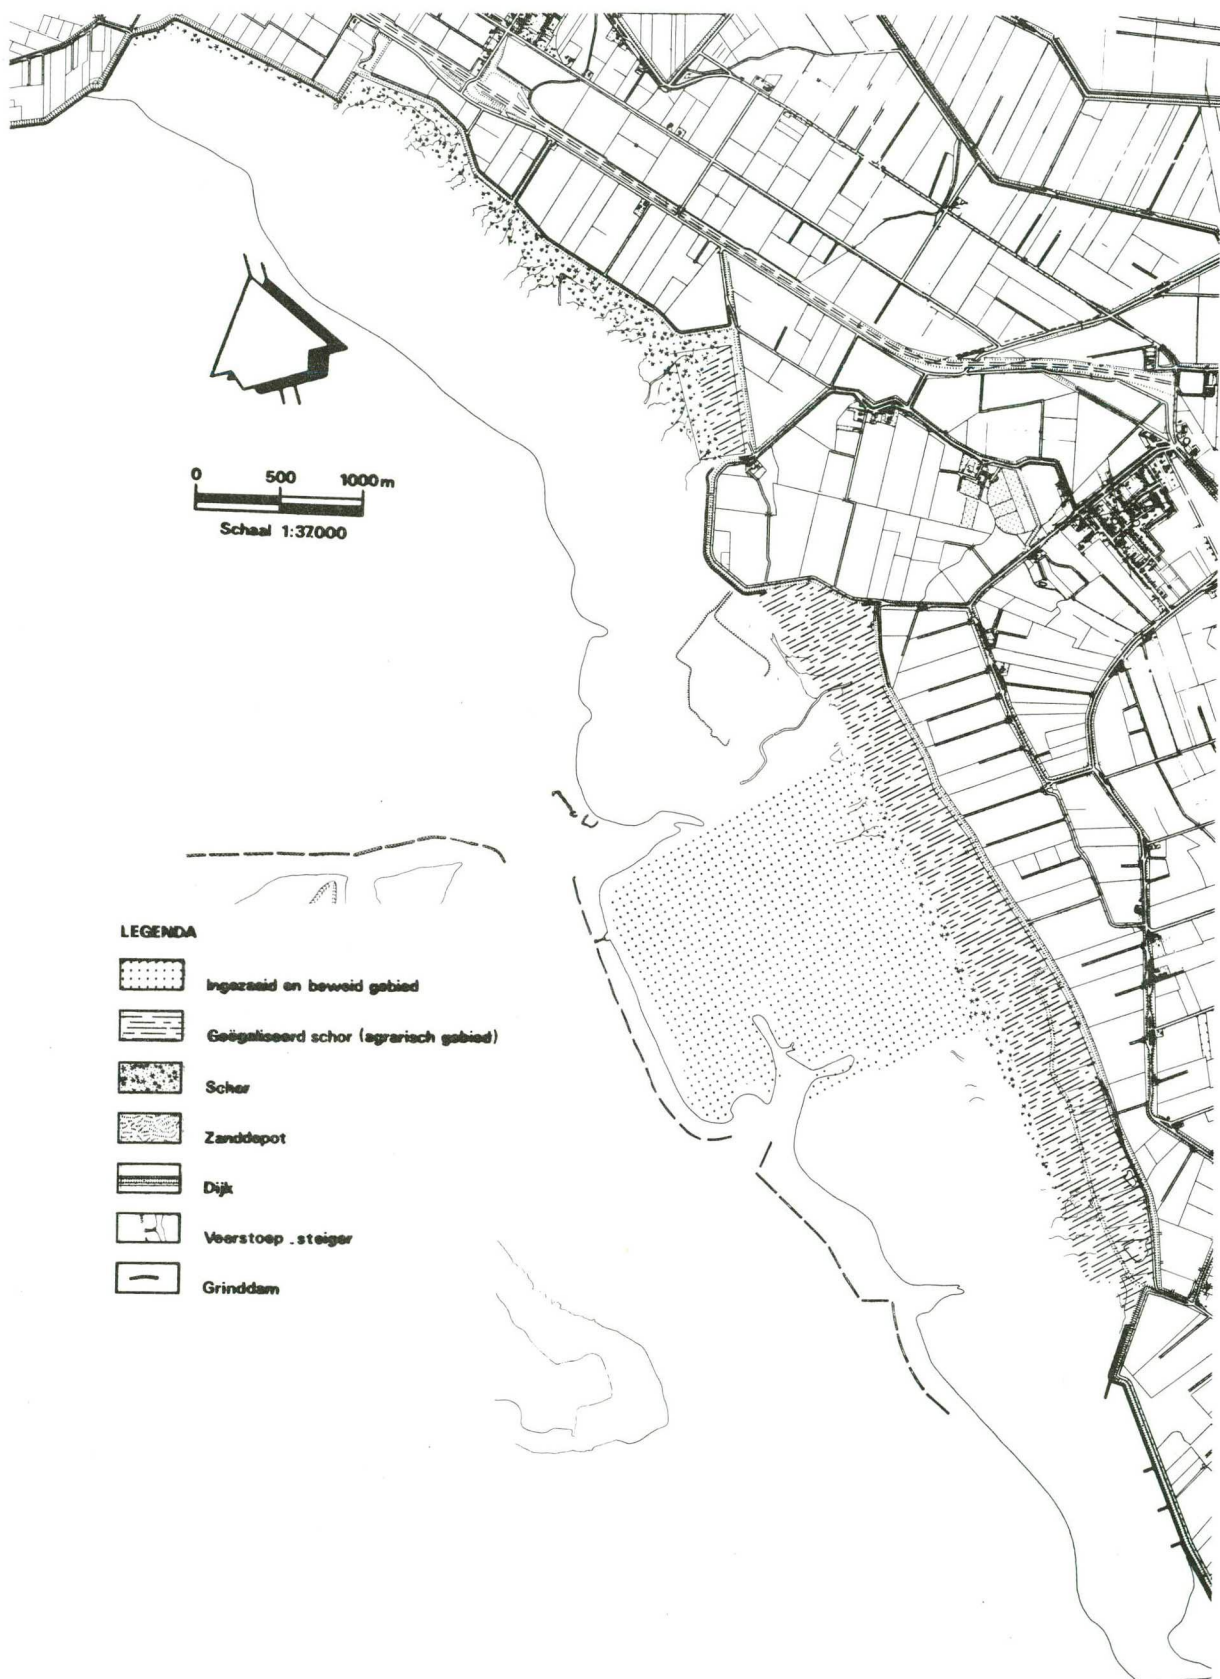 0 500 1000m
Schaal 1:37.000
LEGENDA
Ingezaaid en beweid gebied
Geëgaliseerd schor (agrarisch gebied)
Schor
Zanddepot
Dijk
Veerstoep . steiger
Grinddam